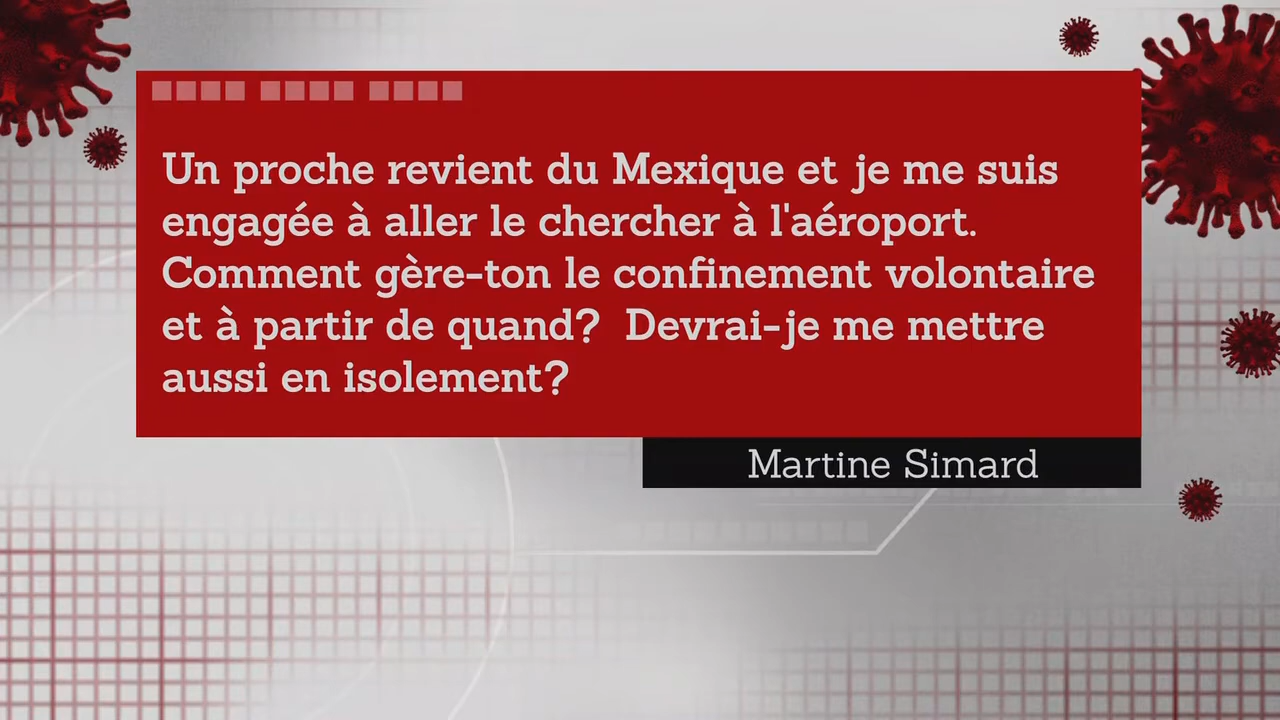 Un proche revient du Mexique et je me suis
engagée à aller le chercher à l'aéroport.
Comment gère-ton le confinement volontaire
et à partir de quand?  Devrai-je me mettre
aussi en isolement?
Martine Simard